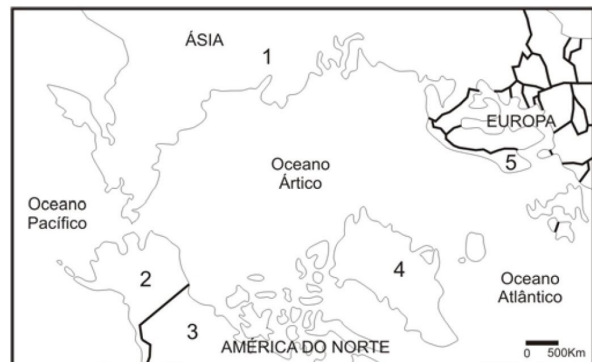 ÁSIA
1
EUROPA
5
Oceano
Ártico
Oceano
Pacífico
2
4
Oceano
Atlântico
3
AMÉRICA DO NORTE
0 500Km